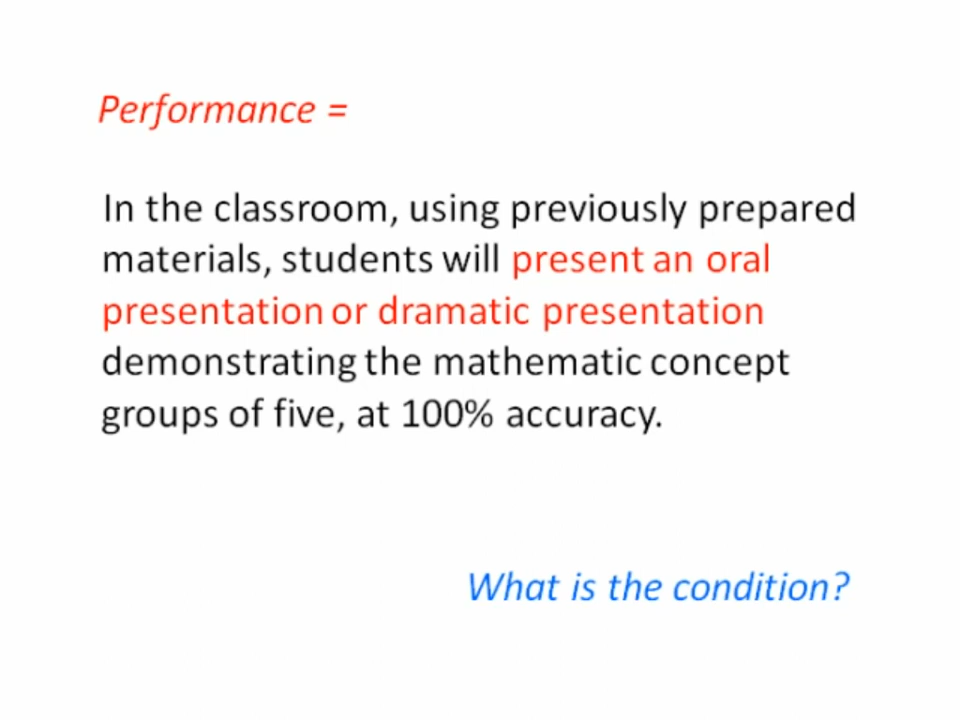 Performance =
In the classroom, using previously prepared
materials, students will present an oral
presentation or dramatic presentation
demonstrating the mathematic concept
groups of five, at 100% accuracy.
What is the condition?